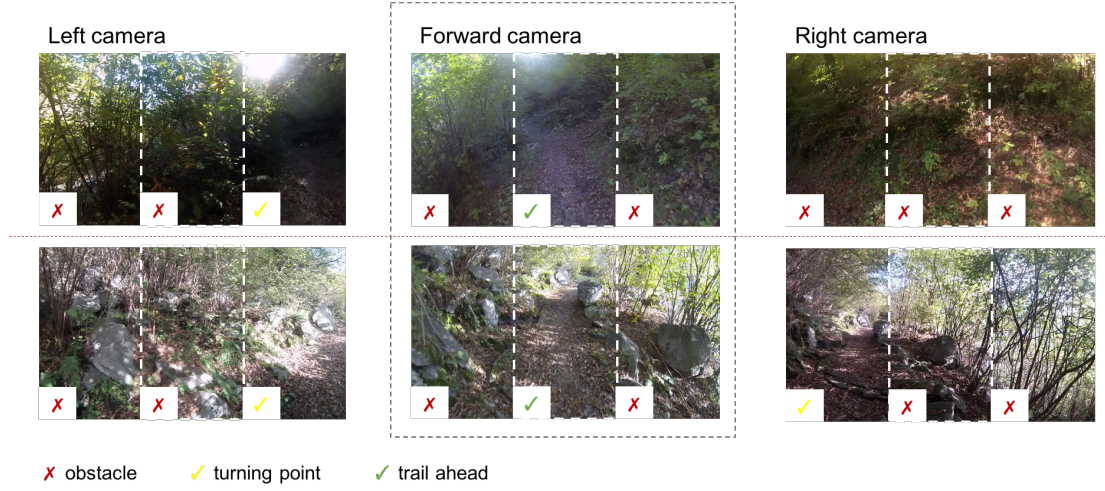 Left camera
Forward camera
Right camera
✗ ✗ ✓ ✗ ✓ ✗ ✗ ✗ ✗
✗ ✗ ✓ ✗ ✓ ✗ ✓ ✗ ✗
✗ obstacle ✓ turning point ✓ trail ahead